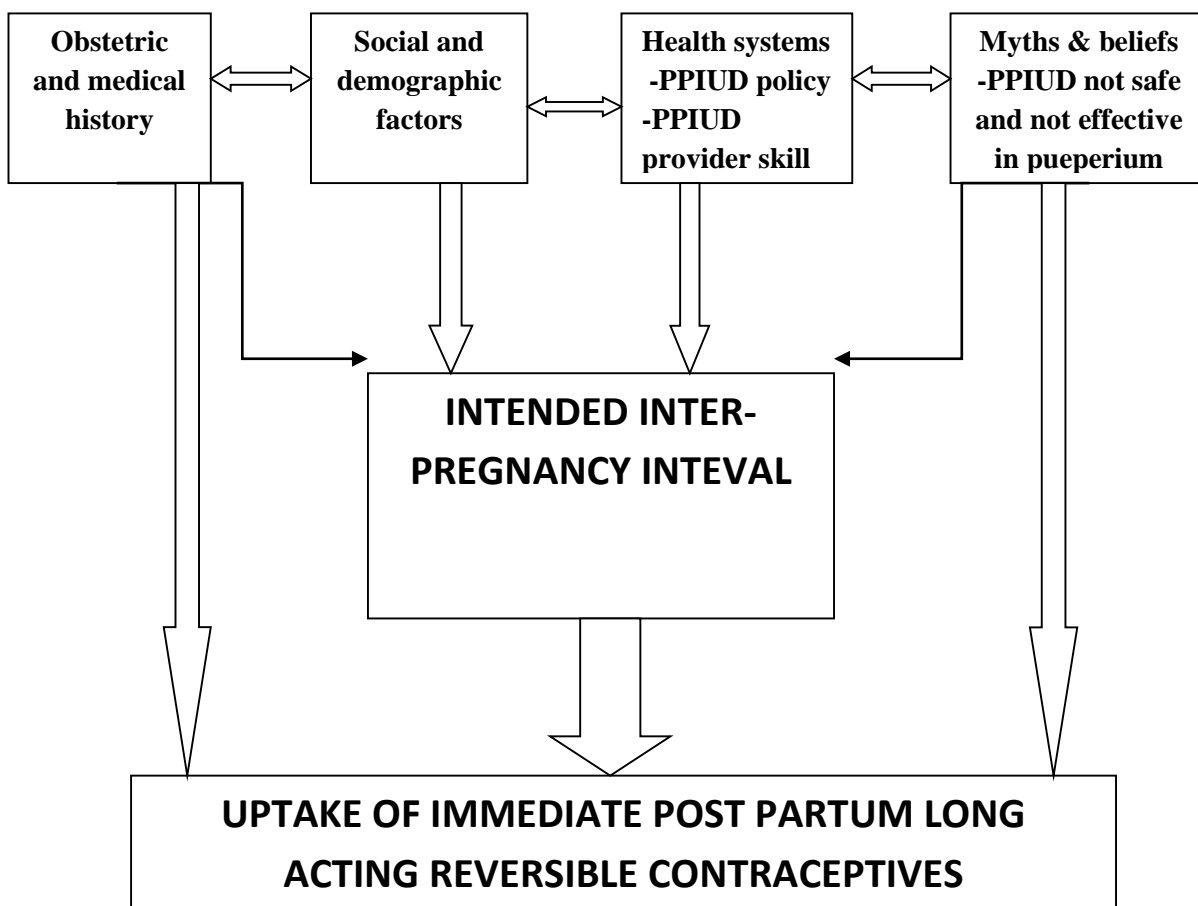 Obstetric
and medical
history
Social and
demographic
factors
Health systems
-PPIUD policy
-PPIUD
provider skill
Myths & beliefs
-PPIUD not safe
and not effective
in pueperium
INTENDED INTER-
PREGNANCY INTEVAL
UPTAKE OF IMMEDIATE POST PARTUM LONG
ACTING REVERSIBLE CONTRACEPTIVES